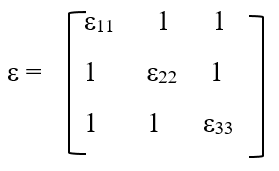 ε₁₁ 1 1
ε = 1 ε₂₂ 1
1 1 ε₃₃